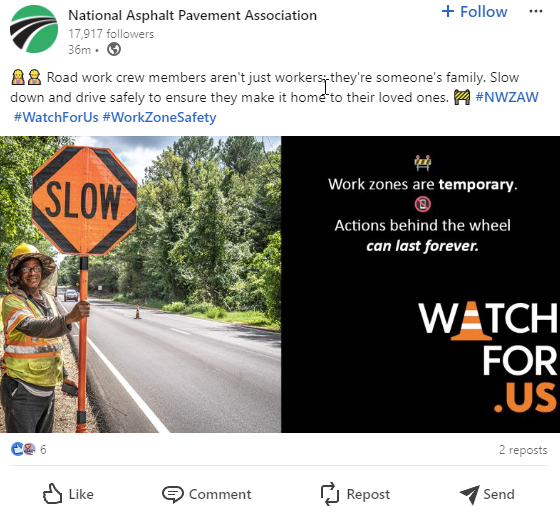 National Asphalt Pavement Association
+ Follow
17,917 followers
36m •
Road work crew members aren't just workers; they're someone's family. Slow
down and drive safely to ensure they make it home to their loved ones. #NWZAW
#WatchForUs #WorkZoneSafety
SLOW
Work zones are temporary.
Actions behind the wheel
can last forever.
WATCH
FOR
.US
6
2 reposts
Like
Comment
Repost
Send